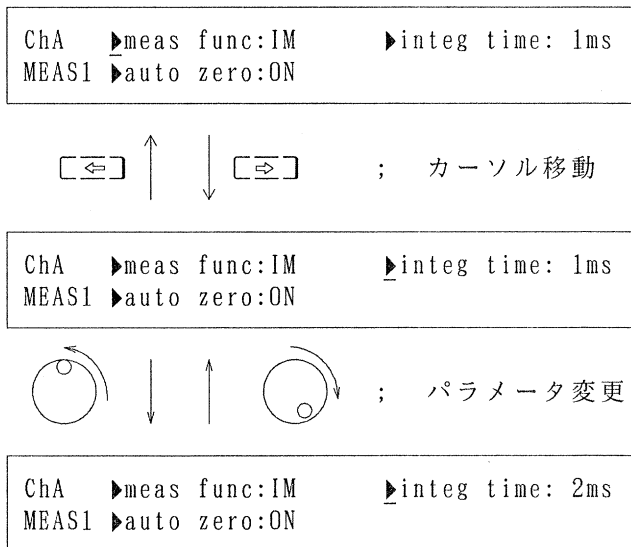 ChA ▶meas func:IM ▶integ time: 1ms
MEAS1 ▶auto zero:ON
⇦ ⇨ ; カーソル移動
ChA ▶meas func:IM ▶integ time: 1ms
MEAS1 ▶auto zero:ON
; パラメータ変更
ChA ▶meas func:IM ▶integ time: 2ms
MEAS1 ▶auto zero:ON